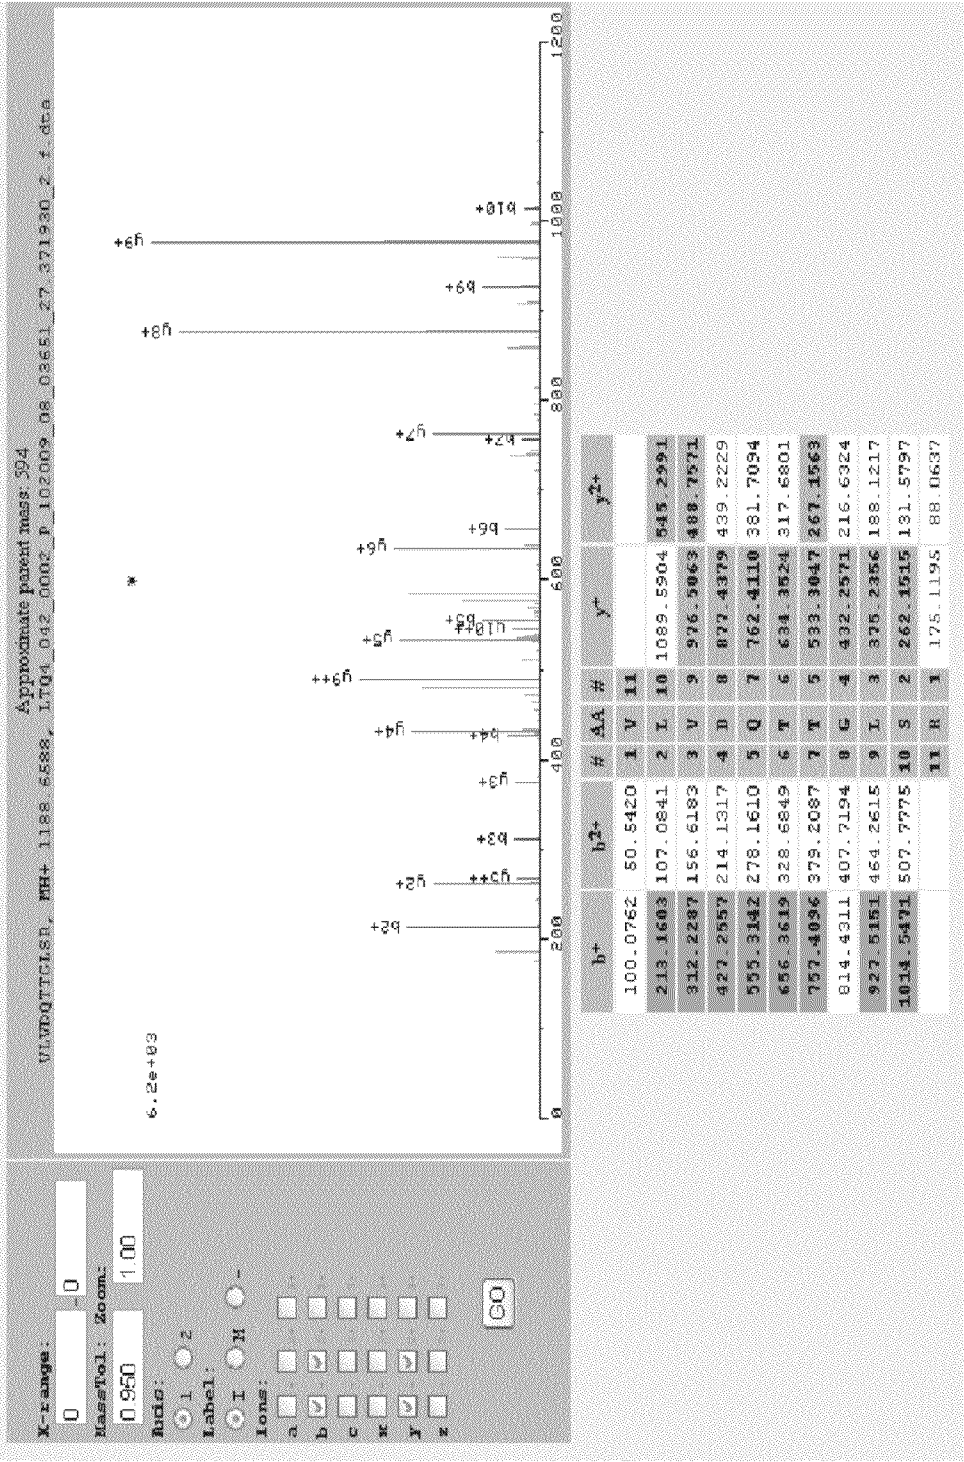 X-range:
0 - 0
MassTol: Zoom:
0.950 1.00
Axis:
1 2
Label:
I M -
Ions:
a
b
c
x
y
z
GO
Approximate parent mass: 594
VLVDQTTGLSR, MH+ 1188.6588, LTQ4_042_0002_p_102009_08_03651_27_371930_2_f.dta
6.2e+03
*
b2+ y2+ y5++ b3+ y3+ b4+ y4+ y9++ y5+ y10++ b5+ y6+ b6+ b7+ y7+ y8+ b9+ y9+ b10+
0 200 400 600 800 1000 1200
b+ b2+ # AA # y+ y2+
100.0762 50.5420 1 V 11
213.1603 107.0841 2 L 10 1089.5904 545.2991
312.2287 156.6183 3 V 9 976.5063 488.7571
427.2557 214.1317 4 D 8 877.4379 439.2229
555.3142 278.1610 5 Q 7 762.4110 381.7094
656.3619 328.6849 6 T 6 634.3524 317.6801
757.4096 379.2087 7 T 5 533.3047 267.1563
814.4311 407.7194 8 G 4 432.2571 216.6324
927.5151 464.2615 9 L 3 375.2356 188.1217
1014.5471 507.7775 10 S 2 262.1515 131.5797
11 R 1 175.1195 88.0637